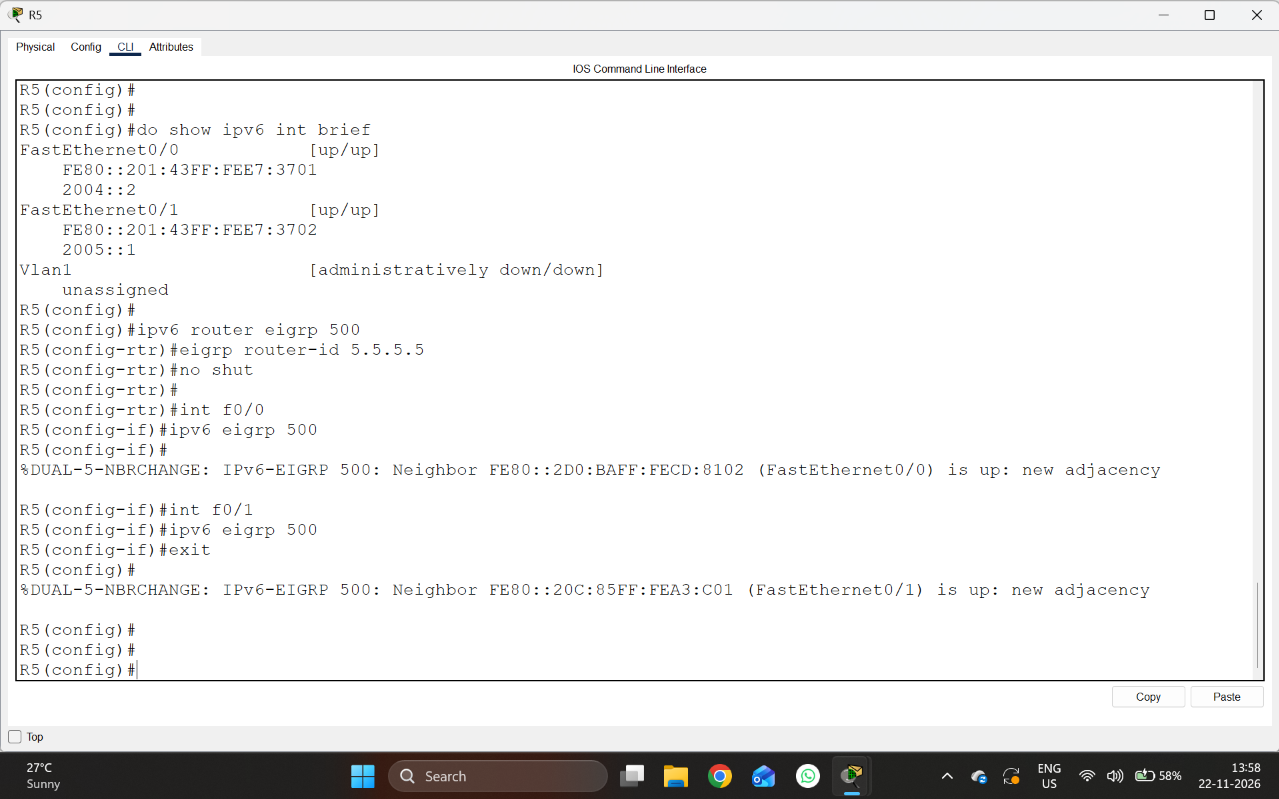 R5
Physical Config CLI Attributes
IOS Command Line Interface
R5(config)#
R5(config)#
R5(config)#do show ipv6 int brief
FastEthernet0/0 [up/up]
FE80::201:43FF:FEE7:3701
2004::2
FastEthernet0/1 [up/up]
FE80::201:43FF:FEE7:3702
2005::1
Vlan1 [administratively down/down]
unassigned
R5(config)#
R5(config)#ipv6 router eigrp 500
R5(config-rtr)#eigrp router-id 5.5.5.5
R5(config-rtr)#no shut
R5(config-rtr)#
R5(config-rtr)#int f0/0
R5(config-if)#ipv6 eigrp 500
R5(config-if)#
%DUAL-5-NBRCHANGE: IPv6-EIGRP 500: Neighbor FE80::2D0:BAFF:FECD:8102 (FastEthernet0/0) is up: new adjacency
R5(config-if)#int f0/1
R5(config-if)#ipv6 eigrp 500
R5(config-if)#exit
R5(config)#
%DUAL-5-NBRCHANGE: IPv6-EIGRP 500: Neighbor FE80::20C:85FF:FEA3:C01 (FastEthernet0/1) is up: new adjacency
R5(config)#
R5(config)#
R5(config)#
Copy Paste
Top
27°C
Sunny
Search
ENG
US
58%
13:58
22-11-2026